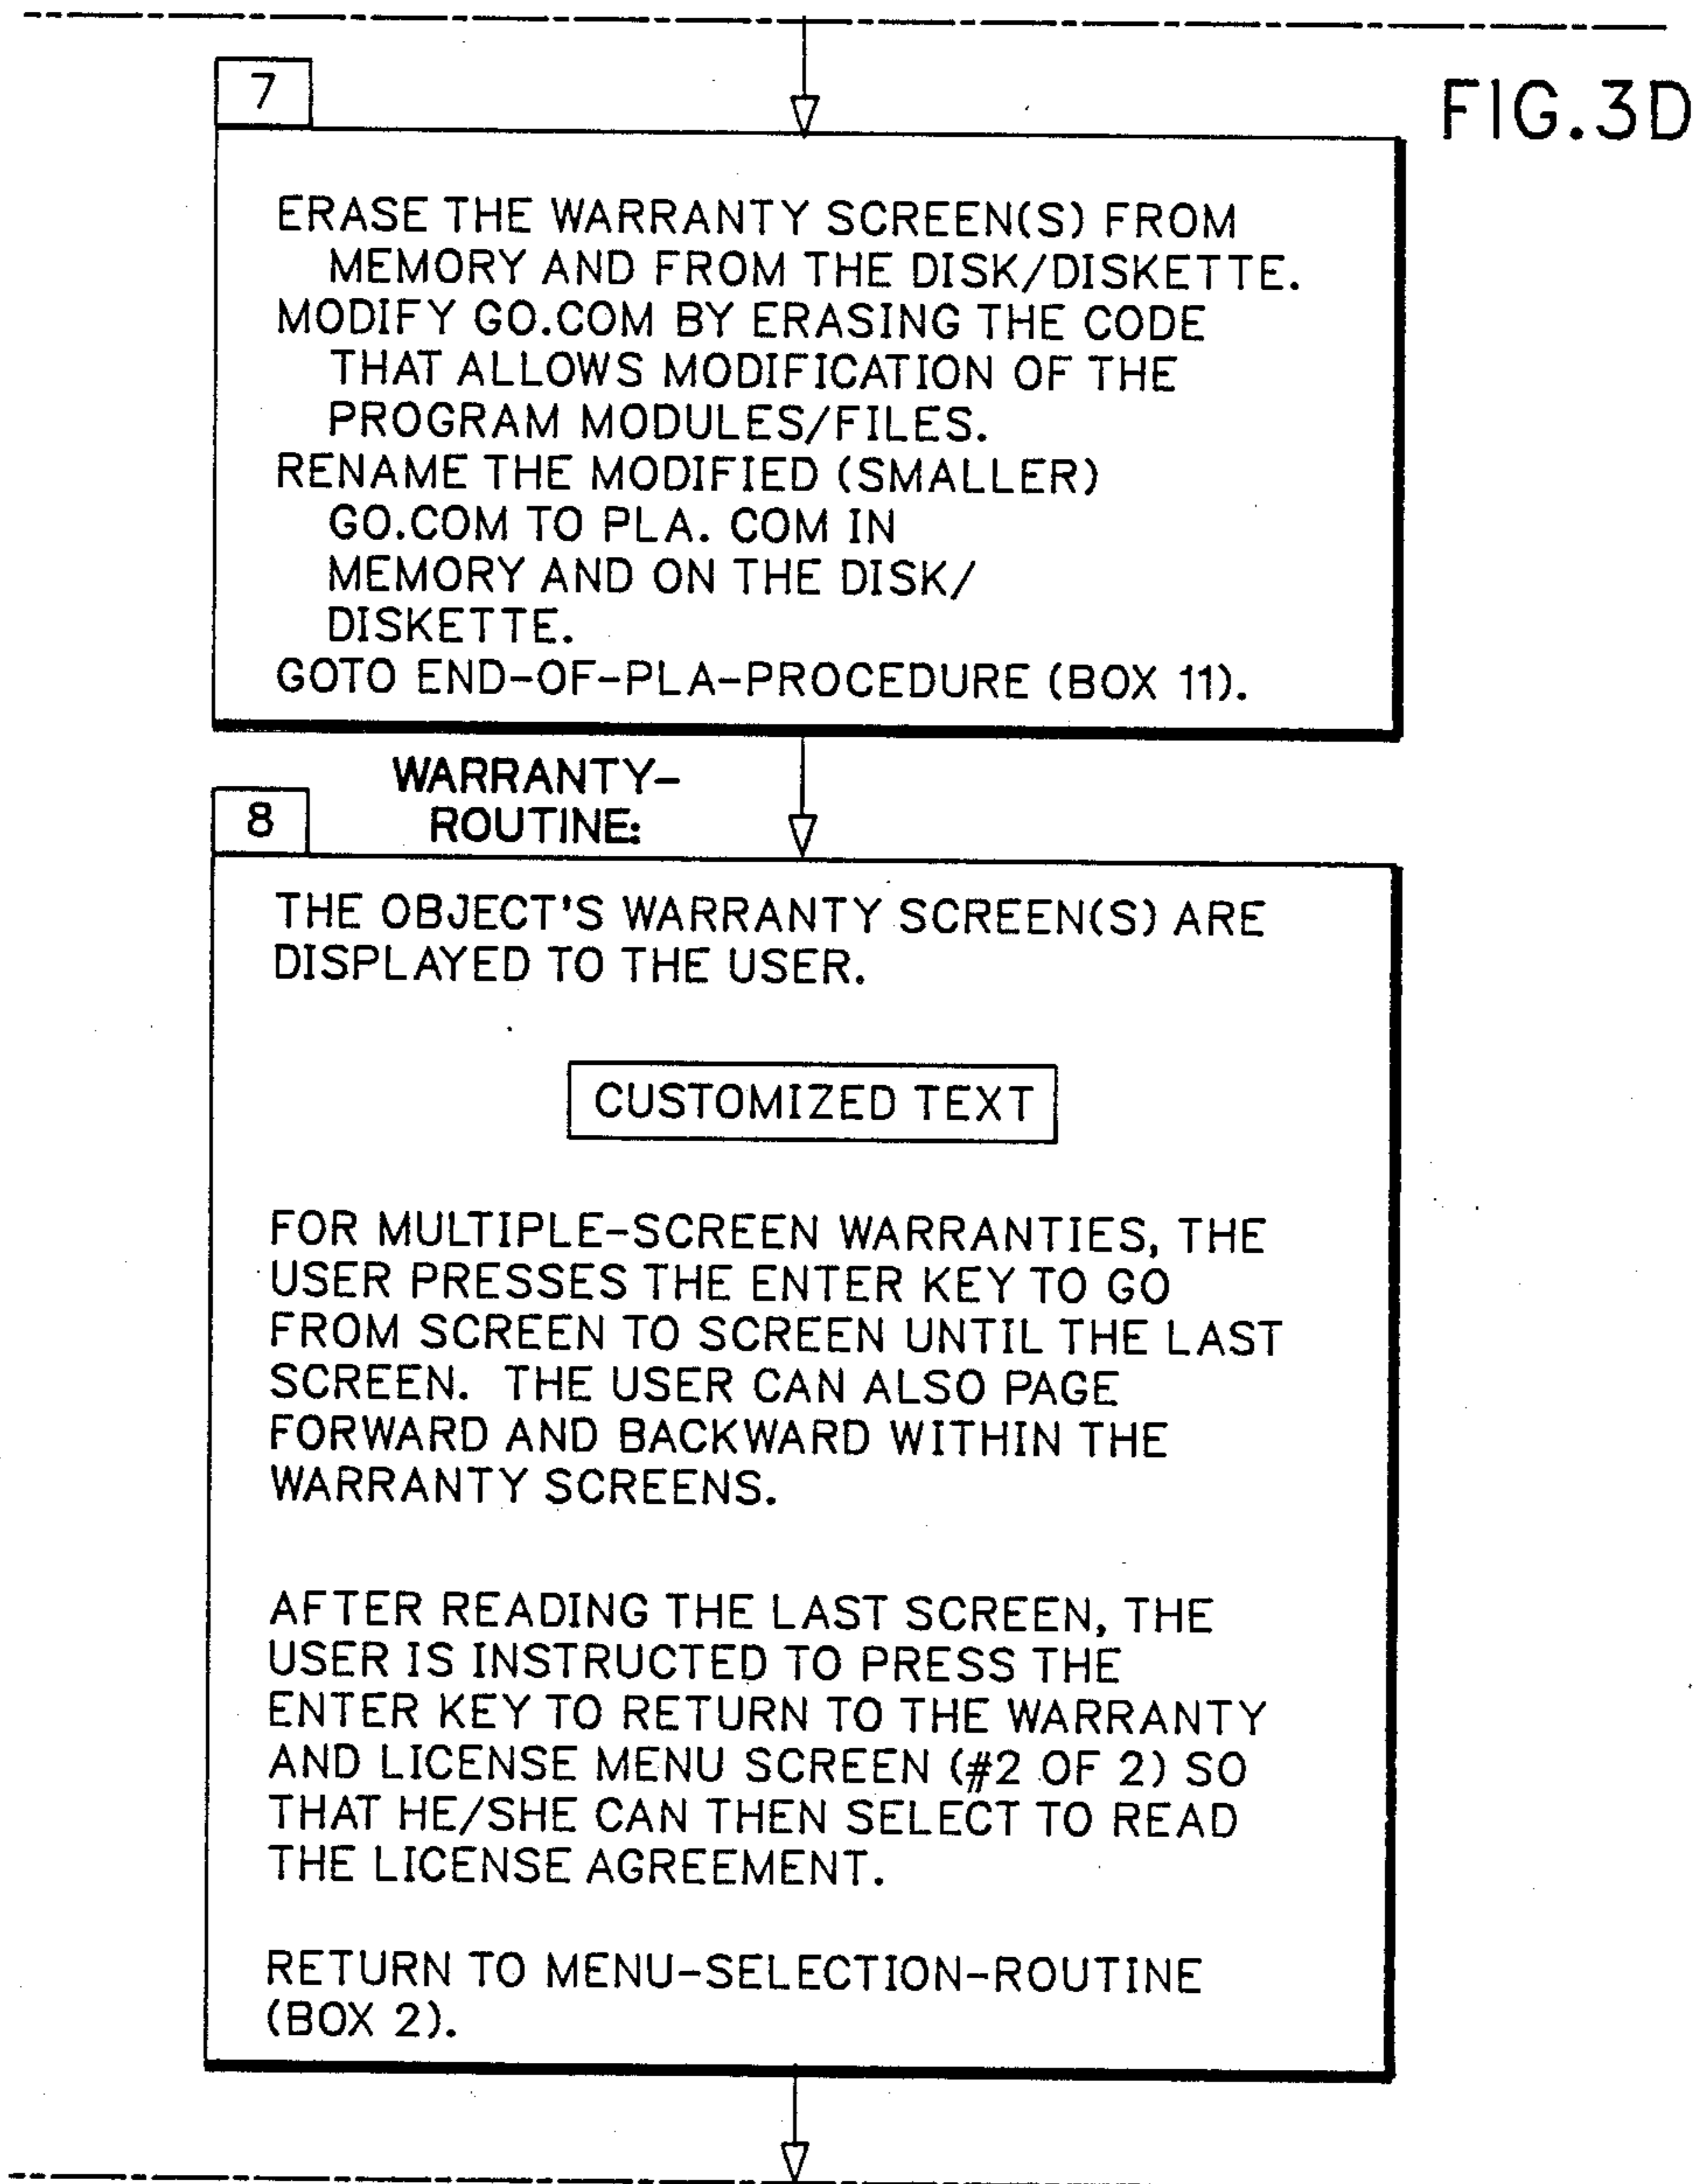 FIG.3D
7
ERASE THE WARRANTY SCREEN(S) FROM
MEMORY AND FROM THE DISK/DISKETTE.
MODIFY GO.COM BY ERASING THE CODE
THAT ALLOWS MODIFICATION OF THE
PROGRAM MODULES/FILES.
RENAME THE MODIFIED (SMALLER)
GO.COM TO PLA. COM IN
MEMORY AND ON THE DISK/
DISKETTE.
GOTO END-OF-PLA-PROCEDURE (BOX 11).
WARRANTY-
ROUTINE:
8
THE OBJECT'S WARRANTY SCREEN(S) ARE
DISPLAYED TO THE USER.
CUSTOMIZED TEXT
FOR MULTIPLE-SCREEN WARRANTIES, THE
USER PRESSES THE ENTER KEY TO GO
FROM SCREEN TO SCREEN UNTIL THE LAST
SCREEN. THE USER CAN ALSO PAGE
FORWARD AND BACKWARD WITHIN THE
WARRANTY SCREENS.
AFTER READING THE LAST SCREEN, THE
USER IS INSTRUCTED TO PRESS THE
ENTER KEY TO RETURN TO THE WARRANTY
AND LICENSE MENU SCREEN (#2 OF 2) SO
THAT HE/SHE CAN THEN SELECT TO READ
THE LICENSE AGREEMENT.
RETURN TO MENU-SELECTION-ROUTINE
(BOX 2).